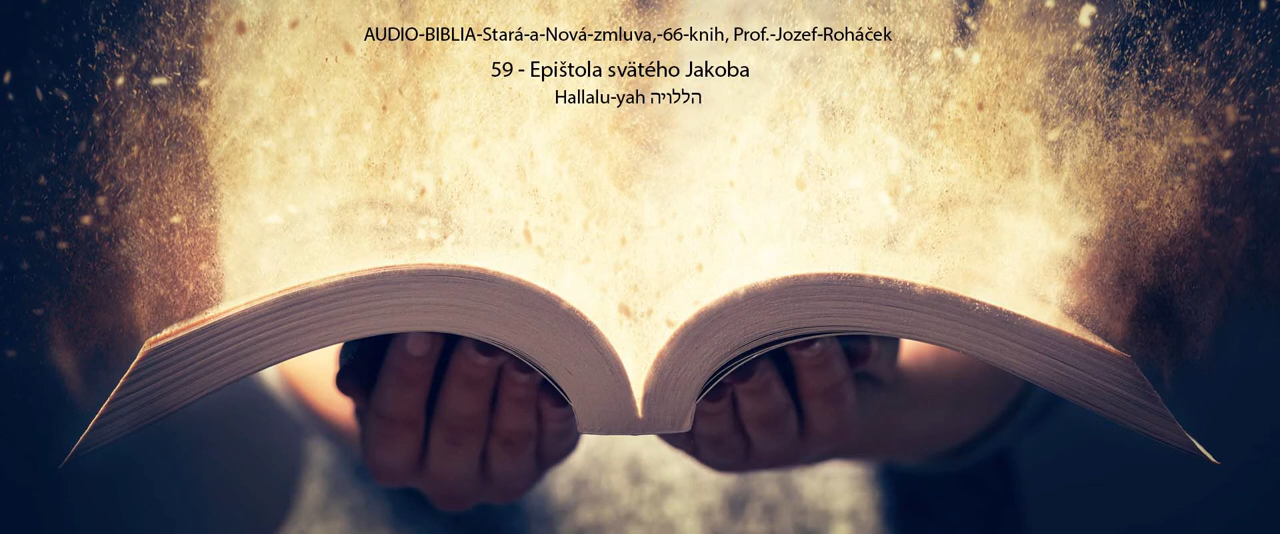 AUDIO-BIBLIA-Stará-a-Nová-zmluva,-66-knih, Prof.-Jozef-Roháček
59 - Epištola svätého Jakoba
Hallalu-yah הללויה